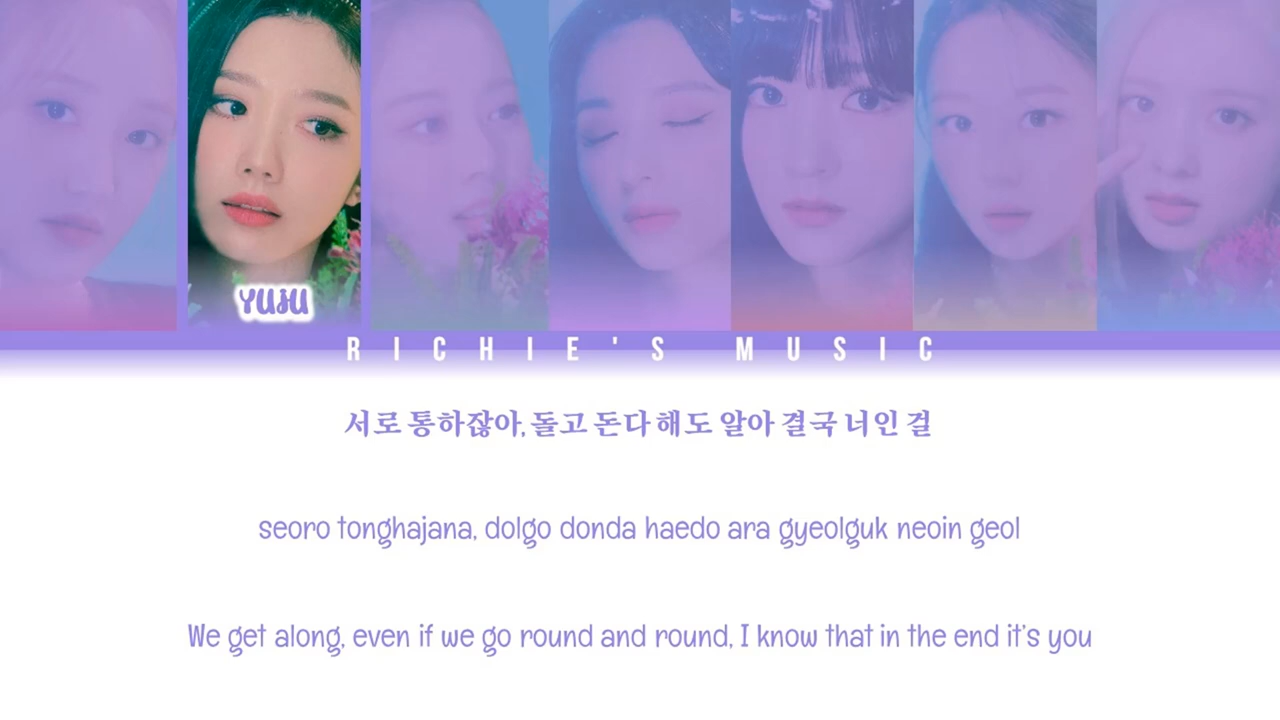 YUJU
RICHIE'S MUSIC
서로 통하잖아, 돌고 돈다 해도 알아 결국 너인 걸
seoro tonghajana, dolgo donda haedo ara gyeolguk neoin geol
We get along, even if we go round and round, I know that in the end it's you